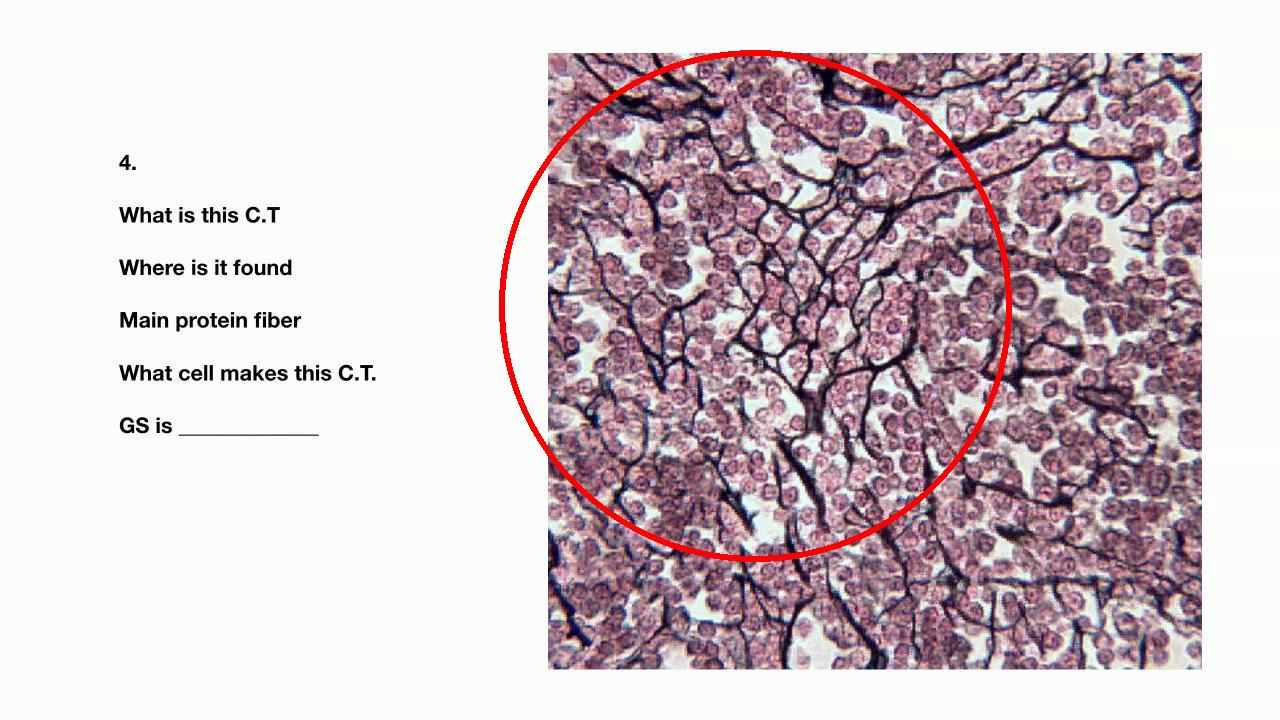 4.
What is this C.T
Where is it found
Main protein fiber
What cell makes this C.T.
GS is ____________